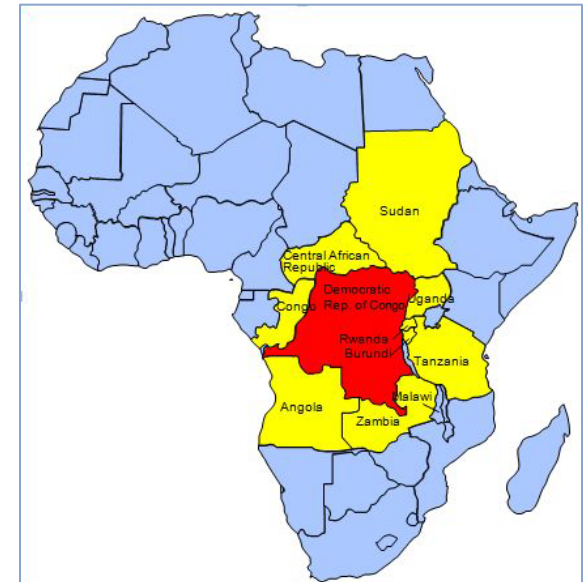 Sudan
Central African
Republic
Democratic
Rep. of Congo
Congo
Uganda
Rwanda
Burundi
Tanzania
Malawi
Angola
Zambia